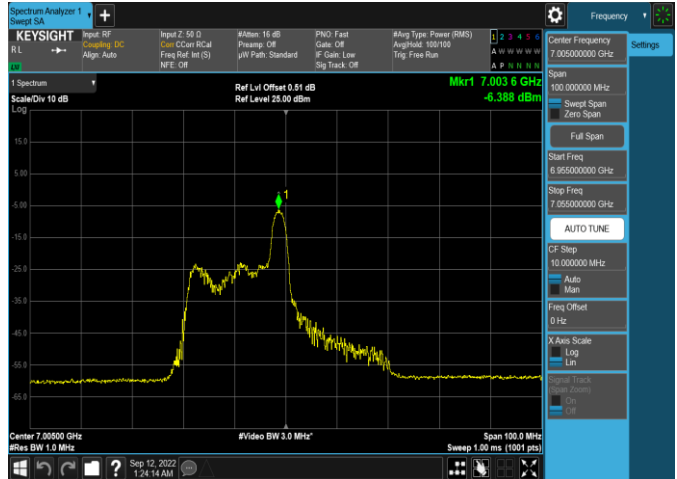 Spectrum Analyzer 1
Swept SA
Frequency
KEYSIGHT
R L
Input: RF
Coupling: DC
Align: Auto
Input Z: 50 Ω
Corr CCorr RCal
Freq Ref: Int (S)
NFE: Off
#Atten: 16 dB
Preamp: Off
µW Path: Standard
PNO: Fast
Gate: Off
IF Gain: Low
Sig Track: Off
#Avg Type: Power (RMS)
Avg|Hold: 100/100
Trig: Free Run
1 2 3 4 5 6
A W W W W W
A P N N N N
1 Spectrum
Scale/Div 10 dB
Log
Ref Lvl Offset 0.51 dB
Ref Level 25.00 dBm
Mkr1 7.003 6 GHz
-6.388 dBm
1
15.0
5.00
-5.00
-15.0
-25.0
-35.0
-45.0
-55.0
-65.0
Center 7.00500 GHz
#Res BW 1.0 MHz
#Video BW 3.0 MHz*
Span 100.0 MHz
Sweep 1.00 ms (1001 pts)
Sep 12, 2022
1:24:14 AM
Center Frequency
7.005000000 GHz
Settings
Span
100.000000 MHz
Swept Span
Zero Span
Full Span
Start Freq
6.955000000 GHz
Stop Freq
7.055000000 GHz
AUTO TUNE
CF Step
10.000000 MHz
Auto
Man
Freq Offset
0 Hz
X Axis Scale
Log
Lin
Signal Track
(Span Zoom)
On
Off